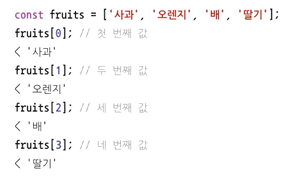 const fruits = ['사과', '오렌지', '배', '딸기'];
fruits[0]; // 첫 번째 값
< '사과'
fruits[1]; // 두 번째 값
< '오렌지'
fruits[2]; // 세 번째 값
< '배'
fruits[3]; // 네 번째 값
< '딸기'